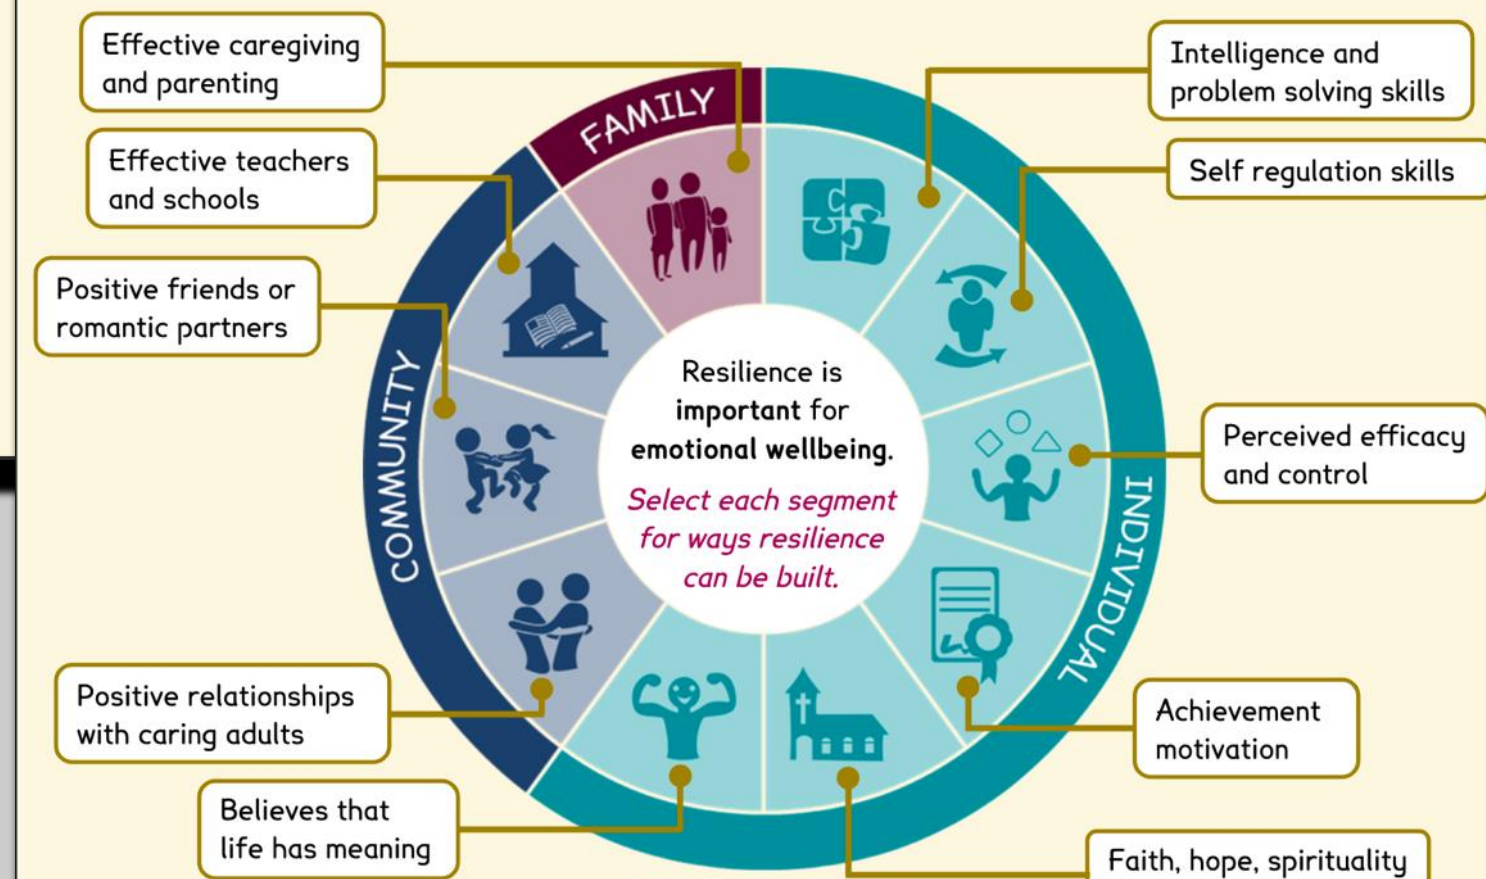 Effective caregiving
and parenting
Effective teachers
and schools
Positive friends or
romantic partners
Positive relationships
with caring adults
Believes that
life has meaning
FAMILY
COMMUNITY
INDIVIDUAL
Resilience is
important for
emotional wellbeing.
Select each segment
for ways resilience
can be built.
Intelligence and
problem solving skills
Self regulation skills
Perceived efficacy
and control
Achievement
motivation
Faith, hope, spirituality